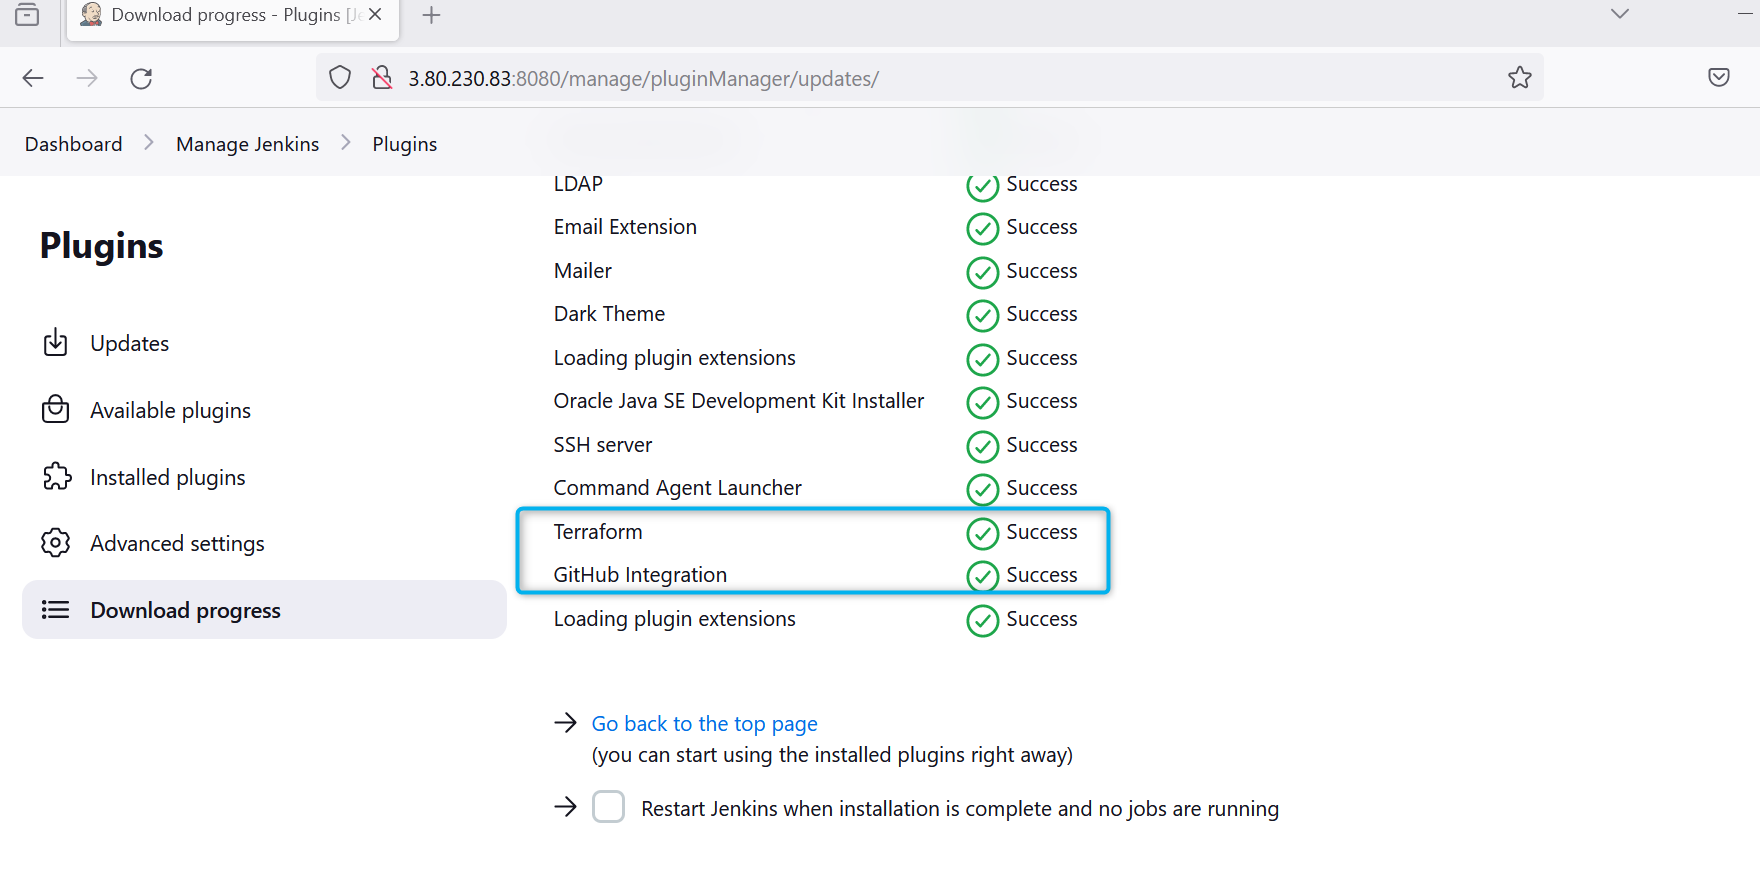 Download progress - Plugins [Je
3.80.230.83:8080/manage/pluginManager/updates/
Dashboard Manage Jenkins Plugins
Plugins
Updates
Available plugins
Installed plugins
Advanced settings
Download progress
LDAP Success
Email Extension Success
Mailer Success
Dark Theme Success
Loading plugin extensions Success
Oracle Java SE Development Kit Installer Success
SSH server Success
Command Agent Launcher Success
Terraform Success
GitHub Integration Success
Loading plugin extensions Success
Go back to the top page
(you can start using the installed plugins right away)
Restart Jenkins when installation is complete and no jobs are running